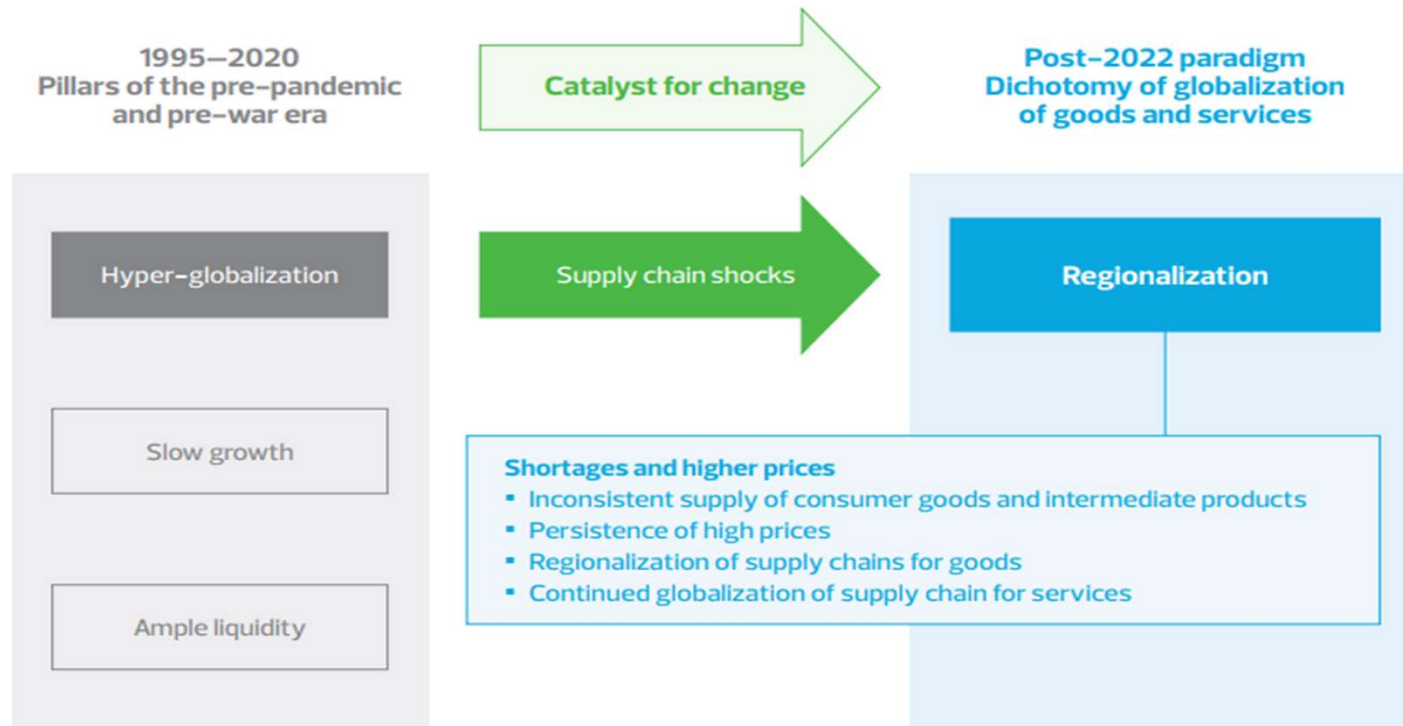 1995–2020
Pillars of the pre-pandemic
and pre-war era
Catalyst for change
Post-2022 paradigm
Dichotomy of globalization
of goods and services
Hyper-globalization
Supply chain shocks
Regionalization
Slow growth
Shortages and higher prices
▪ Inconsistent supply of consumer goods and intermediate products
▪ Persistence of high prices
▪ Regionalization of supply chains for goods
▪ Continued globalization of supply chain for services
Ample liquidity